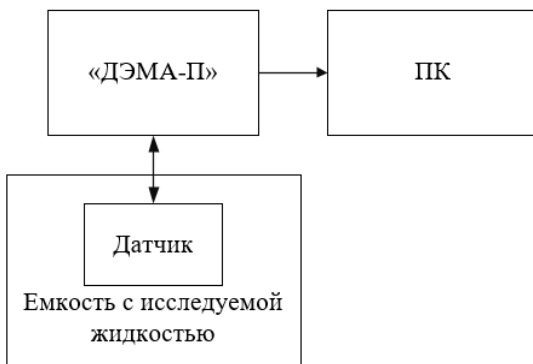 «ДЭМА-П»
ПК
Датчик
Емкость с исследуемой
жидкостью